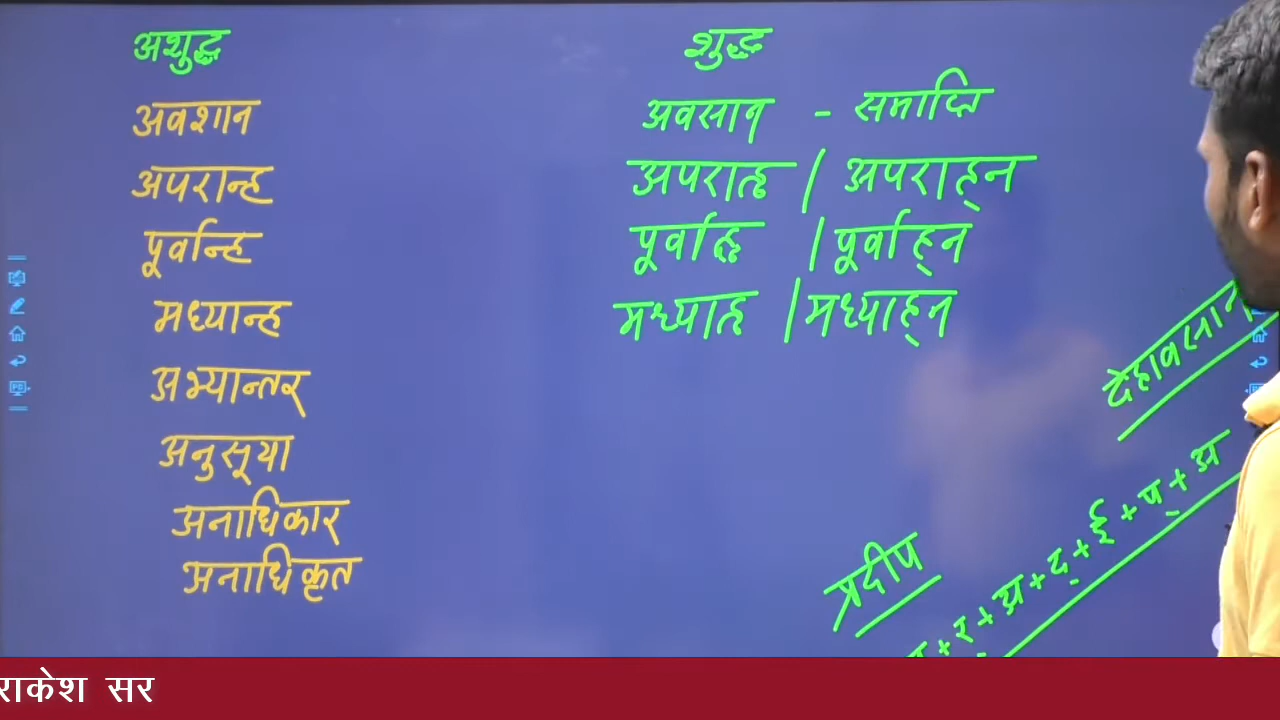 अशुद्ध शुद्ध
अवशान अवसान - समाप्ति
अपरान्ह अपराह्न / अपराह्‌न
पूर्वान्ह पूर्वाह्न / पूर्वाह्‌न
मध्यान्ह मध्याह्न / मध्याह्‌न
अभ्यान्तर
अनुसूया
अनाधिकार
अनाधिकृत
देहावसान
प्रदीप
+ र् + अ + द् + ई + प् + अ
राकेश सर